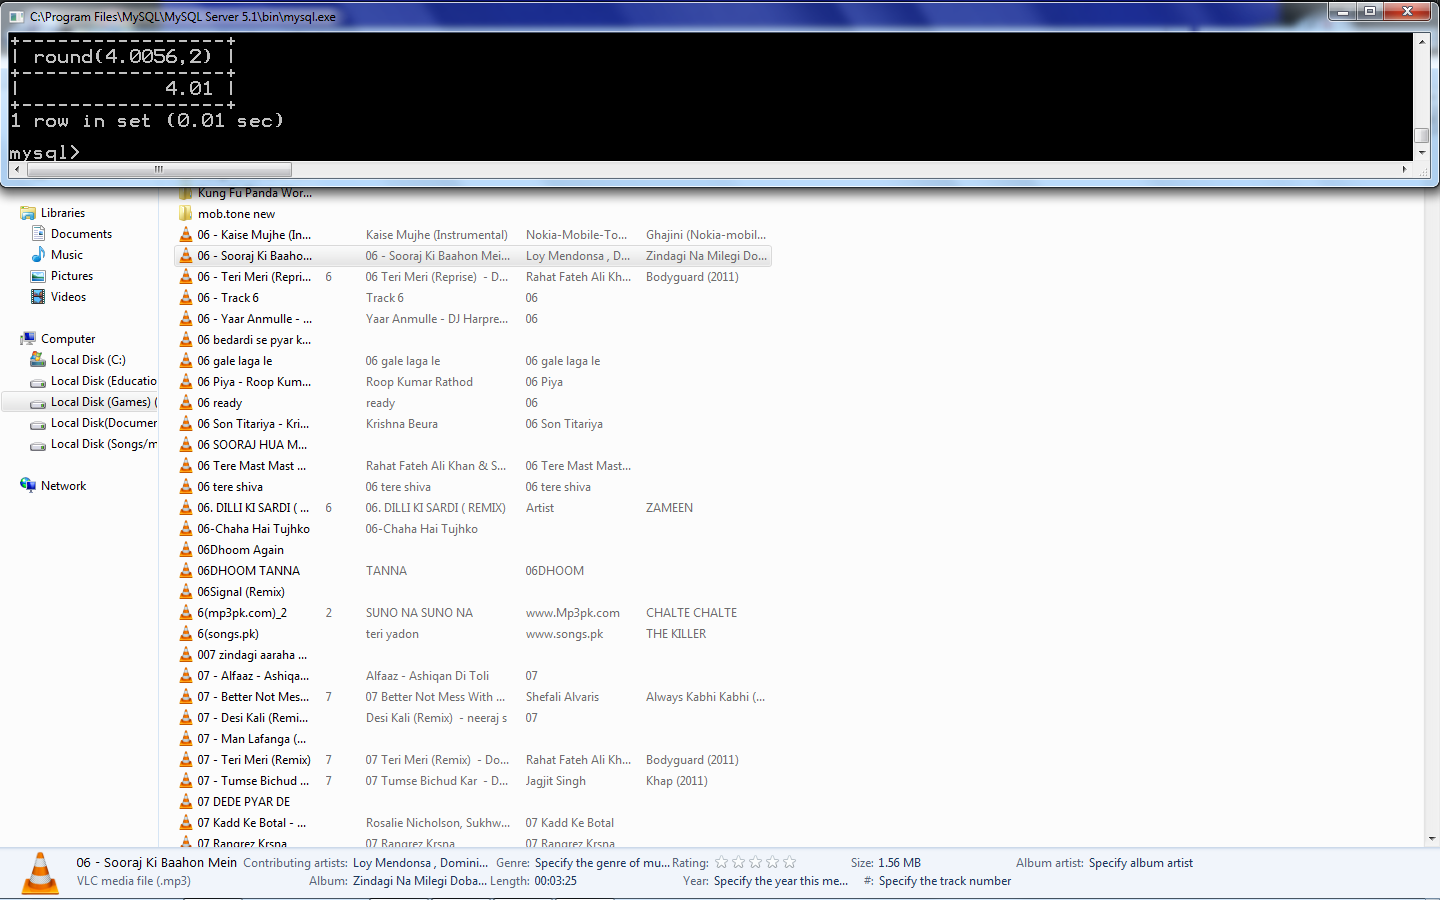 C:\Program Files\MySQL\MySQL Server 5.1\bin\mysql.exe
+-----------------+
| round(4.0056,2) |
+-----------------+
|            4.01 |
+-----------------+
1 row in set (0.01 sec)
mysql>
Libraries
Documents
Music
Pictures
Videos
Computer
Local Disk (C:)
Local Disk (Educatio
Local Disk (Games) (
Local Disk(Documer
Local Disk (Songs/m
Network
Kung Fu Panda Wor...
mob.tone new
06 - Kaise Mujhe (In... Kaise Mujhe (Instrumental) Nokia-Mobile-To... Ghajini (Nokia-mobil...
06 - Sooraj Ki Baaho... 06 - Sooraj Ki Baahon Mei... Loy Mendonsa , D... Zindagi Na Milegi Do...
06 - Teri Meri (Repri... 6 06 Teri Meri (Reprise)  - D... Rahat Fateh Ali Kh... Bodyguard (2011)
06 - Track 6 Track 6 06
06 - Yaar Anmulle - ... Yaar Anmulle - DJ Harpre... 06
06 bedardi se pyar k...
06 gale laga le 06 gale laga le 06 gale laga le
06 Piya - Roop Kum... Roop Kumar Rathod 06 Piya
06 ready ready 06
06 Son Titariya - Kri... Krishna Beura 06 Son Titariya
06 SOORAJ HUA M...
06 Tere Mast Mast ... Rahat Fateh Ali Khan & S... 06 Tere Mast Mast...
06 tere shiva 06 tere shiva 06 tere shiva
06. DILLI KI SARDI ( ... 6 06. DILLI KI SARDI ( REMIX) Artist ZAMEEN
06-Chaha Hai Tujhko 06-Chaha Hai Tujhko
06Dhoom Again
06DHOOM TANNA TANNA 06DHOOM
06Signal (Remix)
6(mp3pk.com)_2 2 SUNO NA SUNO NA www.Mp3pk.com CHALTE CHALTE
6(songs.pk) teri yadon www.songs.pk THE KILLER
007 zindagi aaraha ...
07 - Alfaaz - Ashiqa... Alfaaz - Ashiqan Di Toli 07
07 - Better Not Mes... 7 07 Better Not Mess With ... Shefali Alvaris Always Kabhi Kabhi (...
07 - Desi Kali (Remi... Desi Kali (Remix)  - neeraj s 07
07 - Man Lafanga (...
07 - Teri Meri (Remix) 7 07 Teri Meri (Remix)  - Do... Rahat Fateh Ali Kh... Bodyguard (2011)
07 - Tumse Bichud ... 7 07 Tumse Bichud Kar  - D... Jagjit Singh Khap (2011)
07 DEDE PYAR DE
07 Kadd Ke Botal - ... Rosalie Nicholson, Sukhw... 07 Kadd Ke Botal
07 Rangrez Krsna 07 Rangrez Krsna 07 Rangrez Krsna
06 - Sooraj Ki Baahon Mein Contributing artists: Loy Mendonsa , Domini... Genre: Specify the genre of mu... Rating: Size: 1.56 MB Album artist: Specify album artist
VLC media file (.mp3) Album: Zindagi Na Milegi Doba... Length: 00:03:25 Year: Specify the year this me... #: Specify the track number